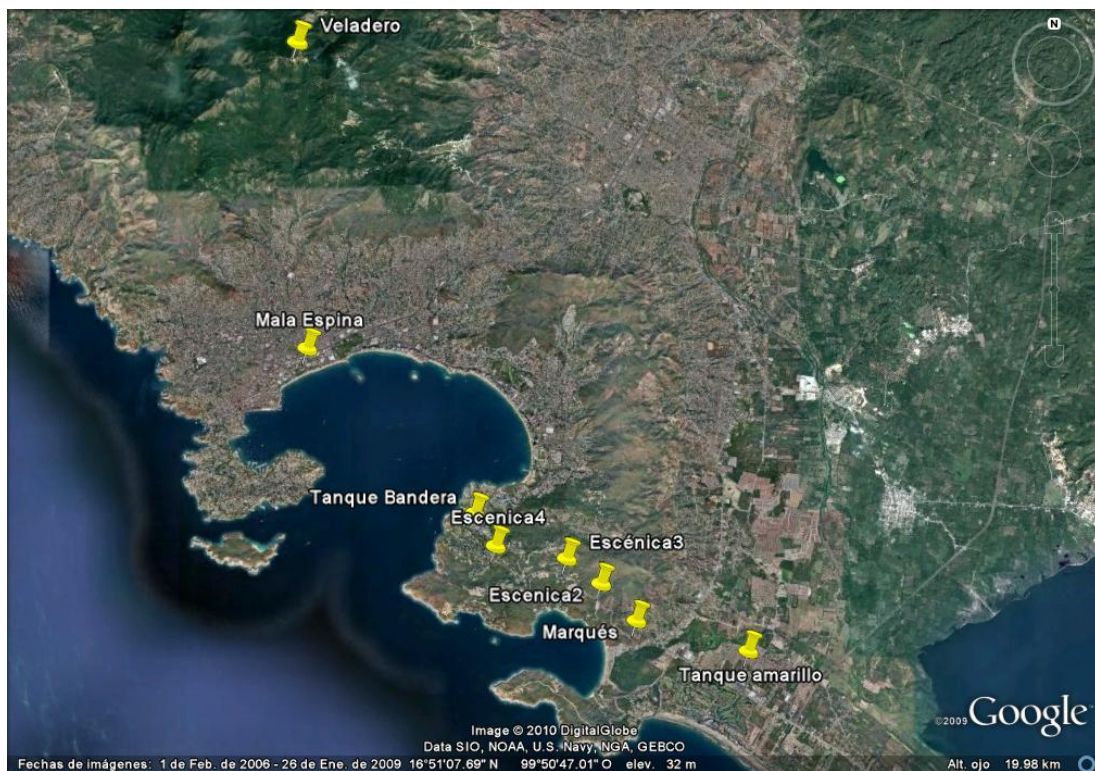 Veladero
N
Mala Espina
Tanque Bandera
Escenica4
Escénica3
Escenica2
Marqués
Tanque amarillo
©2009 Google
Image © 2010 DigitalGlobe
Data SIO, NOAA, U.S. Navy, NGA, GEBCO
Fechas de imágenes: 1 de Feb. de 2006 - 26 de Ene. de 2009 16°51'07.69" N 99°50'47.01" O elev. 32 m Alt. ojo 19.98 km